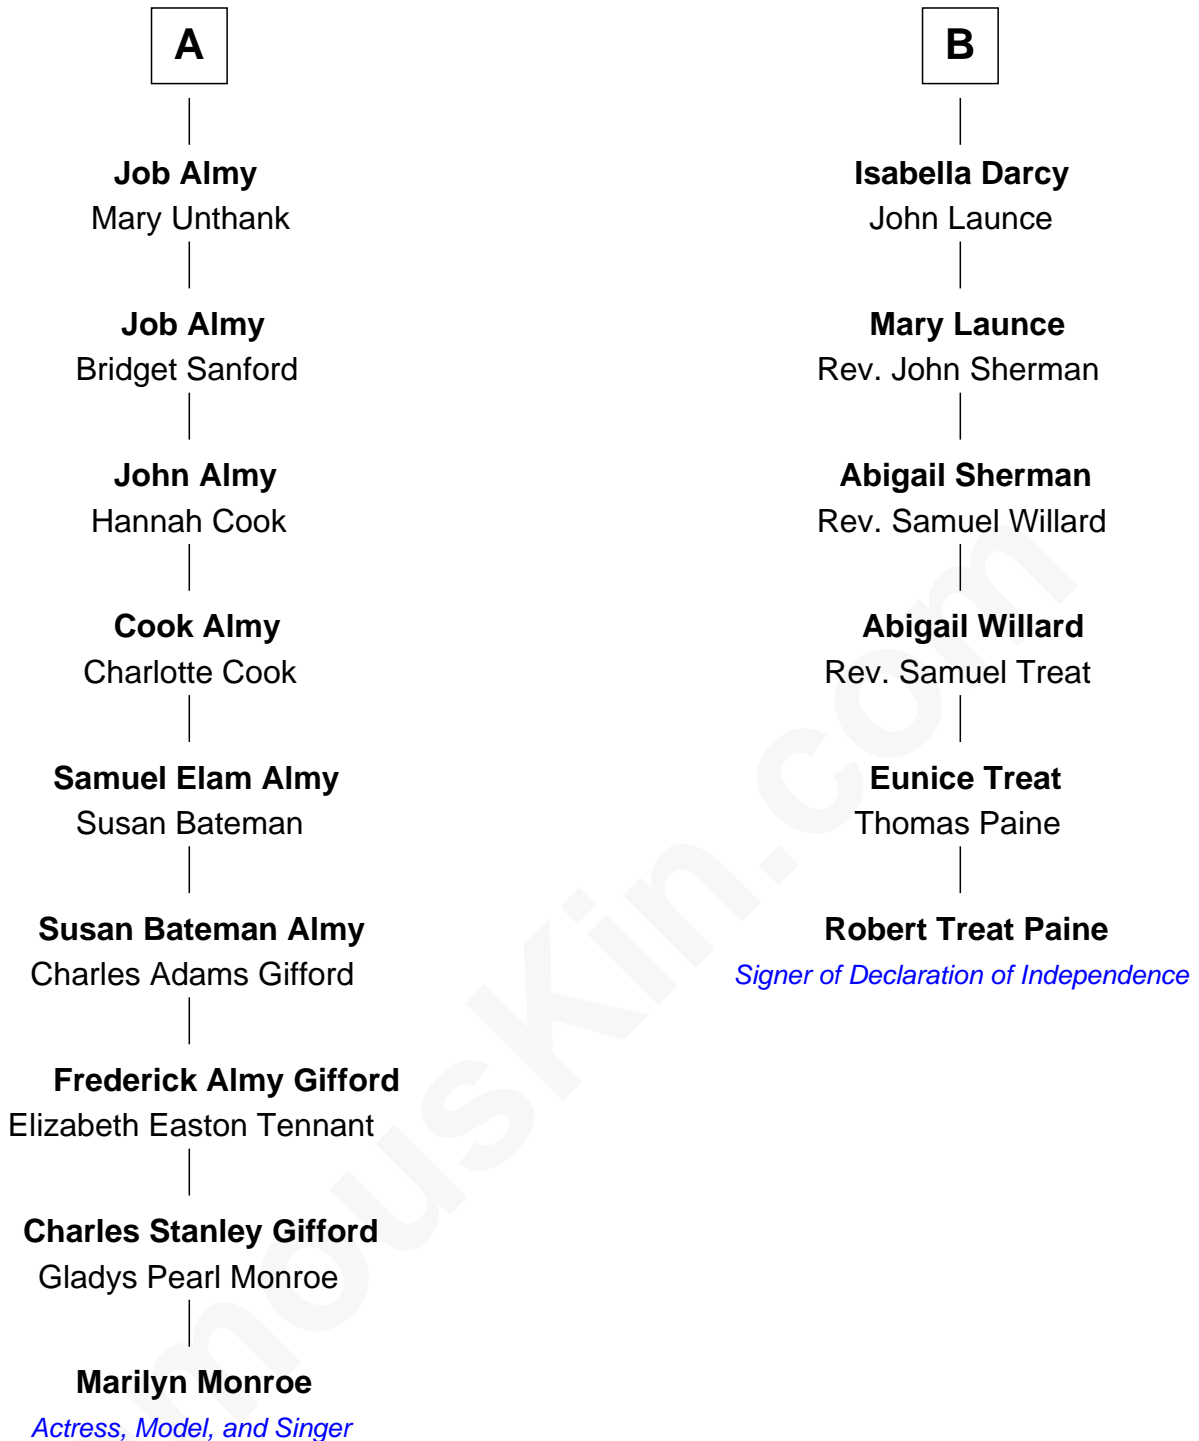 A
Job Almy
Mary Unthank
Job Almy
Bridget Sanford
John Almy
Hannah Cook
Cook Almy
Charlotte Cook
Samuel Elam Almy
Susan Bateman
Susan Bateman Almy
Charles Adams Gifford
Frederick Almy Gifford
Elizabeth Easton Tennant
Charles Stanley Gifford
Gladys Pearl Monroe
Marilyn Monroe
Actress, Model, and Singer
B
Isabella Darcy
John Launce
Mary Launce
Rev. John Sherman
Abigail Sherman
Rev. Samuel Willard
Abigail Willard
Rev. Samuel Treat
Eunice Treat
Thomas Paine
Robert Treat Paine
Signer of Declaration of Independence
mouskin.com